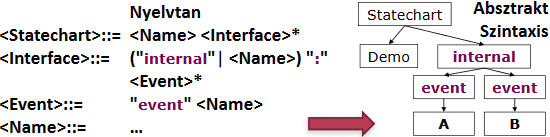 Nyelvtan
<Statechart>::= <Name> <Interface>*
<Interface>::= ("internal"| <Name>) ":"
<Event>*
<Event>::= "event" <Name>
<Name>::= ...
Absztrakt
Szintaxis
Statechart
Demo internal
event event
A B